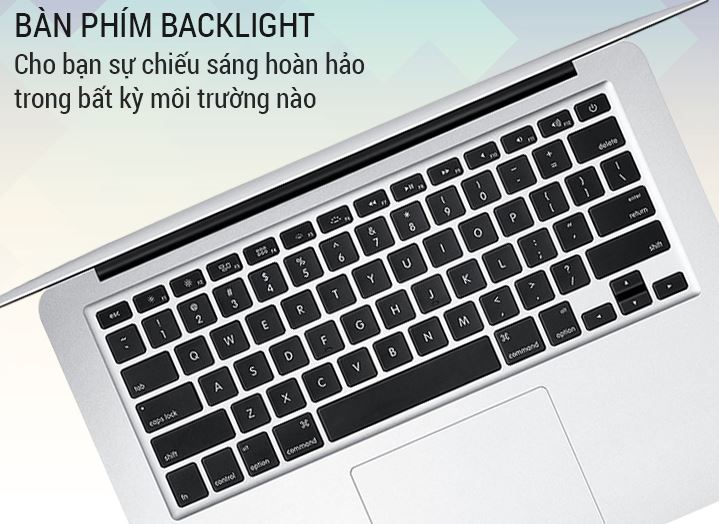 BÀN PHÍM BACKLIGHT
Cho bạn sự chiếu sáng hoàn hảo
trong bất kỳ môi trường nào
esc F1 F2 F3 F4 F5 F6 F7 F8 F9 F10 F11 F12
~ ! @ # $ % ^ & * ( ) _ + delete
` 1 2 3 4 5 6 7 8 9 0 - =
tab Q W E R T Y U I O P { } |
[ ] \
caps lock A S D F G H J K L : " enter
; ' return
shift Z X C V B N M < > ? shift
, . /
fn control alt option ⌘ command ⌘ command alt option